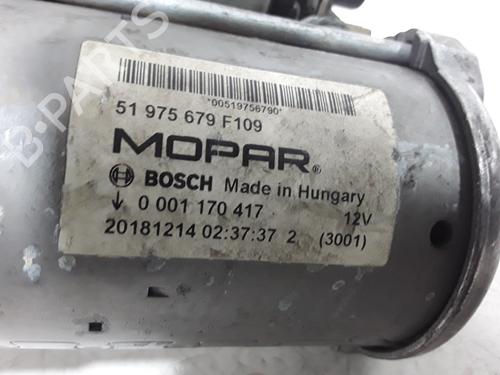 *00519756790*
51 975 679 F109
MOPAR®
BOSCH Made in Hungary
0 001 170 417 12V
20181214 02:37:37 2 (3001)
B-PARTS